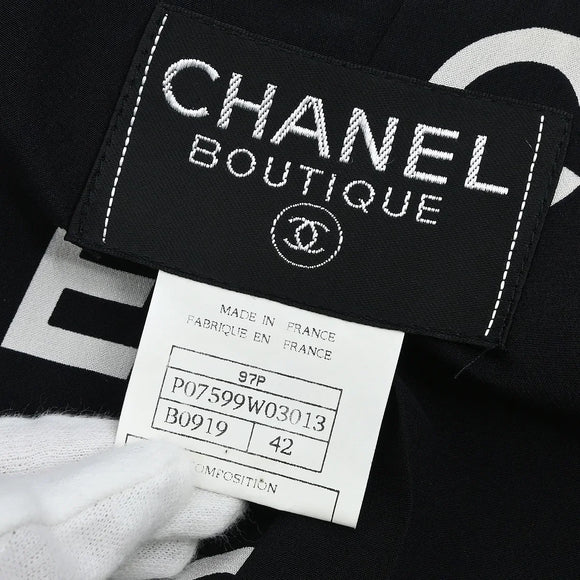 CHANEL
BOUTIQUE
MADE IN FRANCE
FABRIQUE EN FRANCE
97P
P07599W03013
B0919 42
COMPOSITION